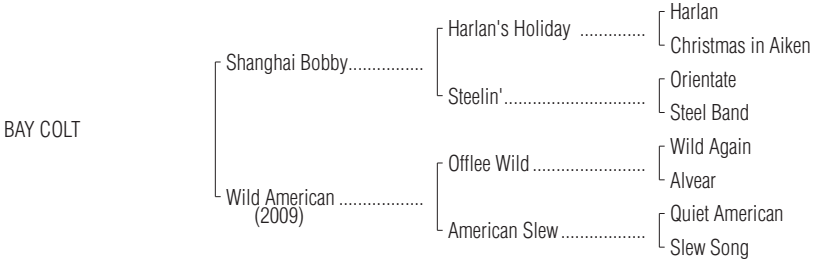 Harlan
Harlan's Holiday ..............
Christmas in Aiken
Shanghai Bobby................
Orientate
Steelin'..............................
Steel Band
BAY COLT
Wild Again
Offlee Wild ........................
Alvear
Wild American ..................
(2009)
Quiet American
American Slew..................
Slew Song